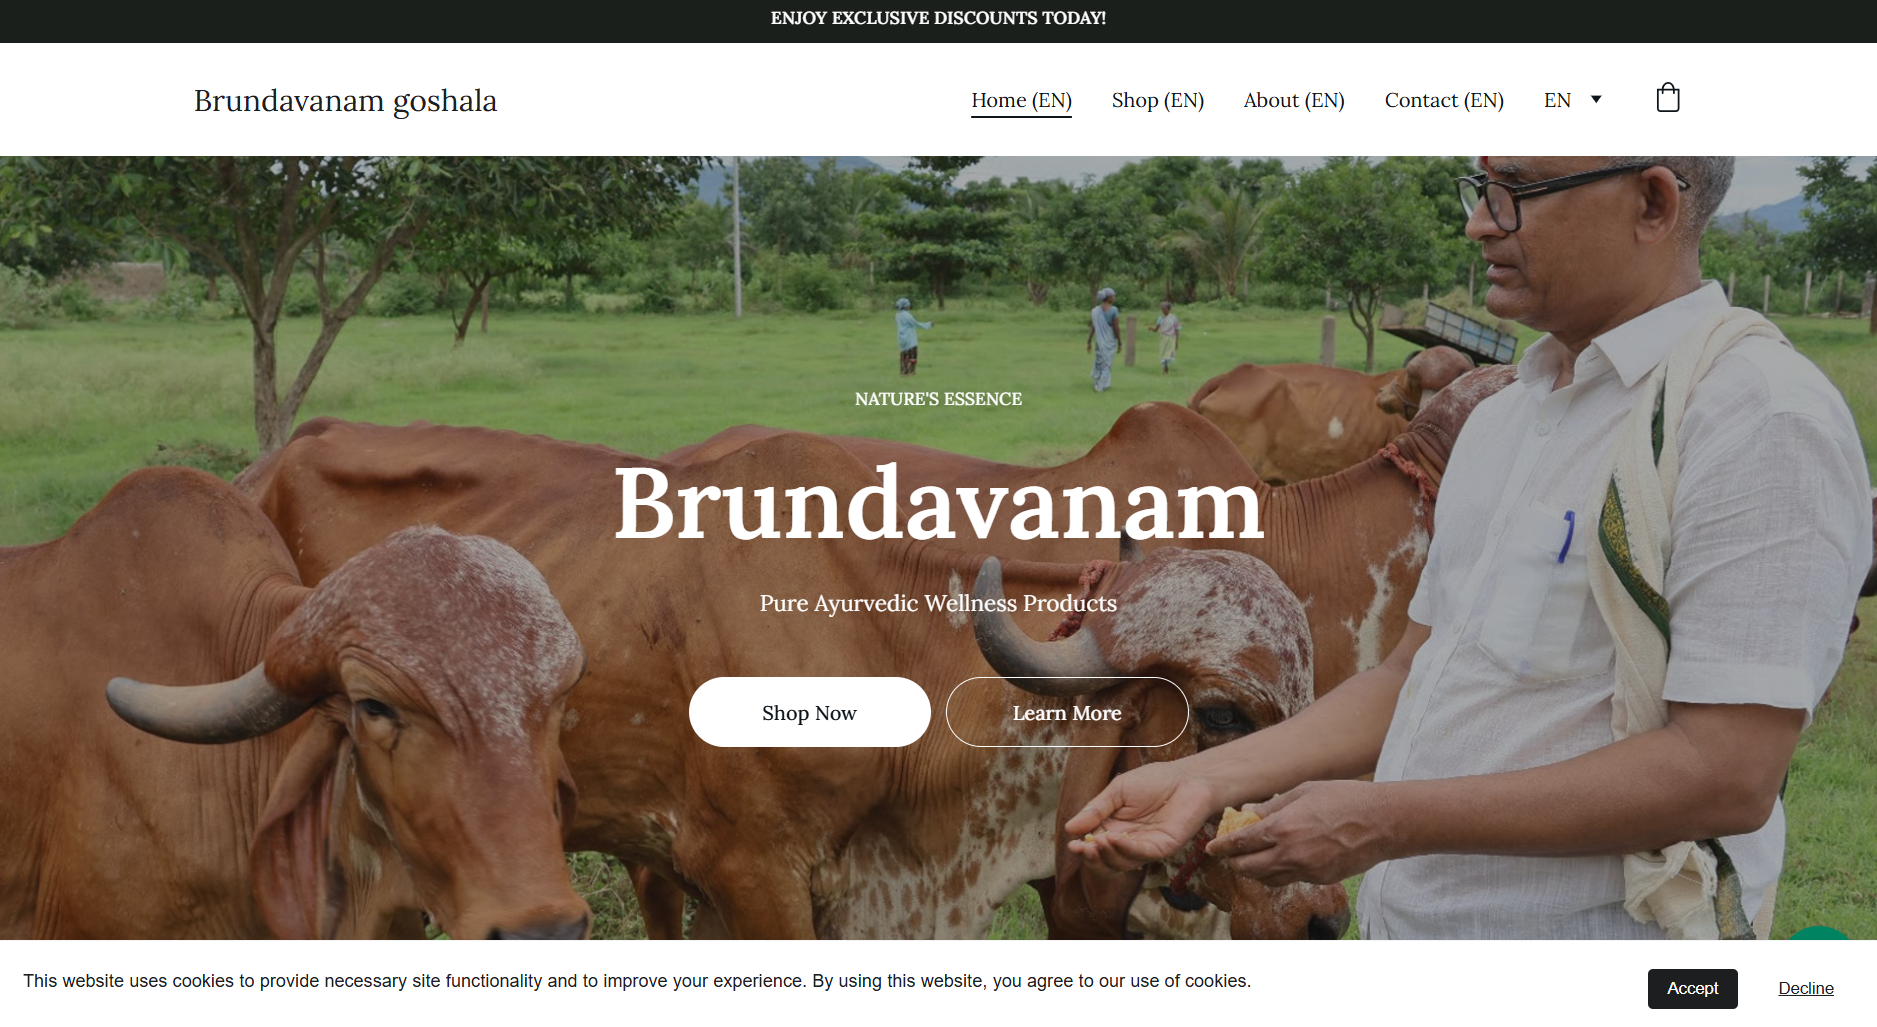 ENJOY EXCLUSIVE DISCOUNTS TODAY!
Brundavanam goshala
Home (EN)
Shop (EN)
About (EN)
Contact (EN)
EN
NATURE'S ESSENCE
Brundavanam
Pure Ayurvedic Wellness Products
Shop Now
Learn More
This website uses cookies to provide necessary site functionality and to improve your experience. By using this website, you agree to our use of cookies.
Accept
Decline